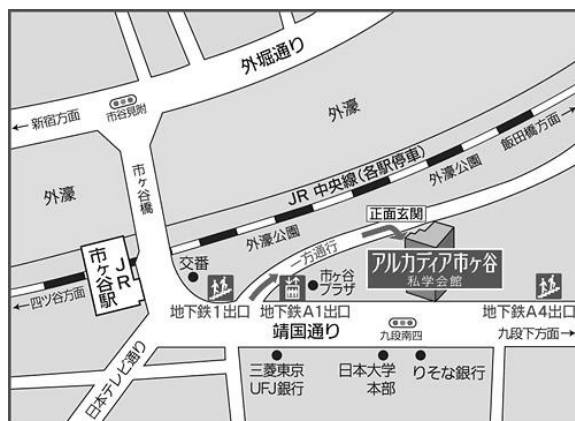 外堀通り
←新宿方面
市谷見附
外濠
飯田橋方面→
市ヶ谷橋
JR 中央線(各駅停車)
外濠公園
外濠
正面玄関
外濠公園
一方通行
アルカディア市ヶ谷
私学会館
JR
市ヶ谷駅
交番
市ヶ谷
プラザ
←四ツ谷方面
地下鉄1出口
地下鉄A1出口
地下鉄A4出口
靖国通り
九段南四
九段下方面→
日本テレビ通り
三菱東京
UFJ銀行
日本大学
本部
りそな銀行